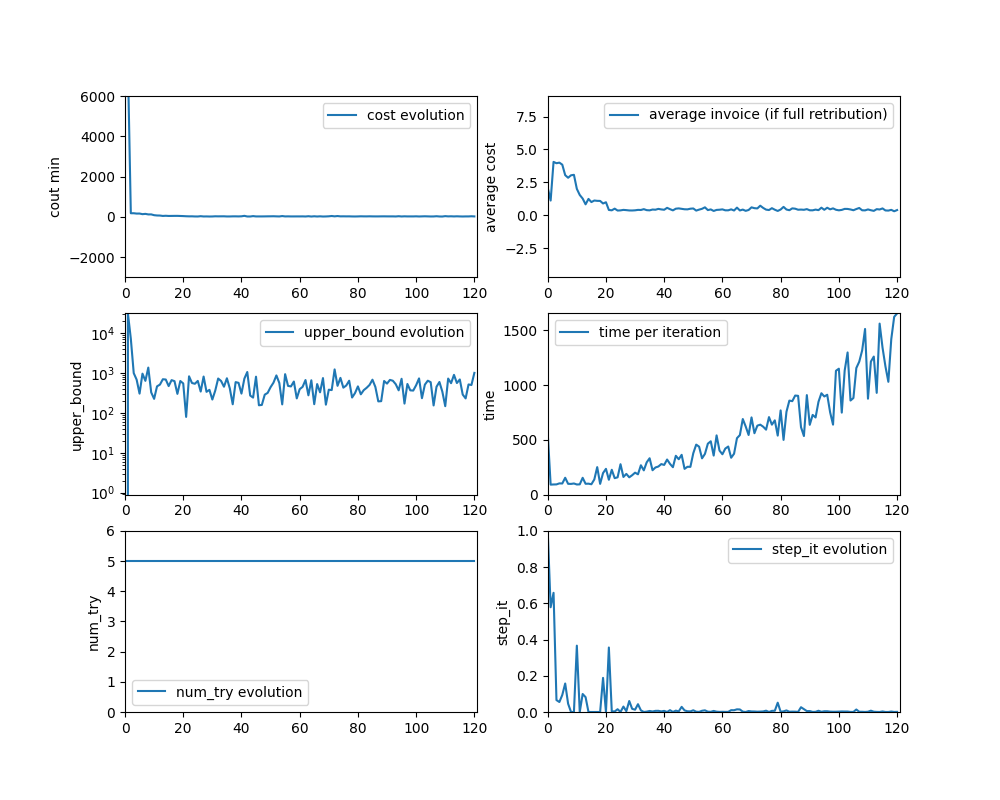 6000
4000
2000
0
−2000
cout min
cost evolution
0 20 40 60 80 100 120
7.5
5.0
2.5
0.0
−2.5
average cost
average invoice (if full retribution)
0 20 40 60 80 100 120
10⁴
10³
10²
10¹
10⁰
upper_bound
upper_bound evolution
0 20 40 60 80 100 120
1500
1000
500
0
time
time per iteration
0 20 40 60 80 100 120
6
5
4
3
2
1
0
num_try
num_try evolution
0 20 40 60 80 100 120
1.0
0.8
0.6
0.4
0.2
0.0
step_it
step_it evolution
0 20 40 60 80 100 120